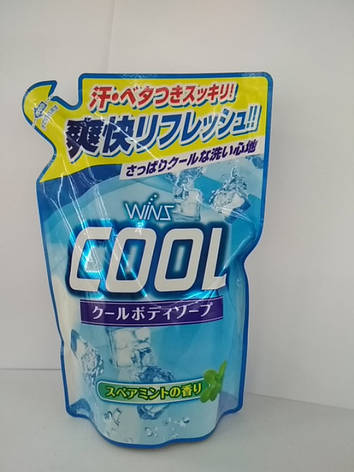 汗・ベタつきスッキリ!
爽快リフレッシュ!!
さっぱりクールな洗い心地
WINS
COOL
クールボディソープ
スペアミントの香り